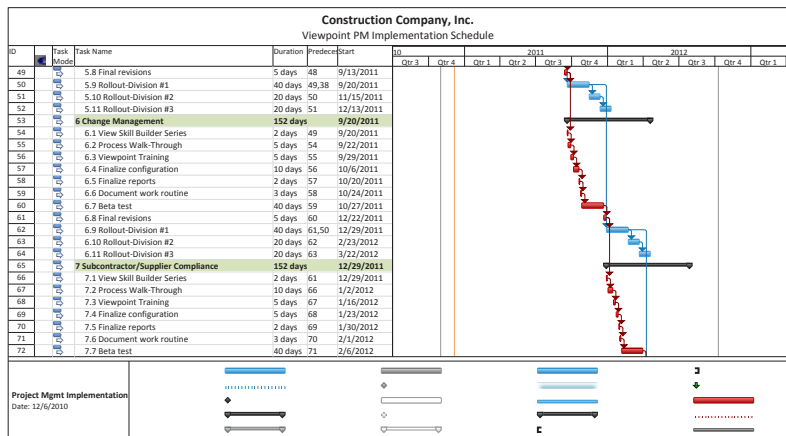 Construction Company, Inc.
Viewpoint PM Implementation Schedule
ID Task Mode Task Name Duration Predeces Start 10 2011 2012
Qtr 3 Qtr 4 Qtr 1 Qtr 2 Qtr 3 Qtr 4 Qtr 1 Qtr 2 Qtr 3 Qtr 4 Qtr 1
49 5.8 Final revisions 5 days 48 9/13/2011
50 5.9 Rollout-Division #1 40 days 49,38 9/20/2011
51 5.10 Rollout-Division #2 20 days 50 11/15/2011
52 5.11 Rollout-Division #3 20 days 51 12/13/2011
53 6 Change Management 152 days 9/20/2011
54 6.1 View Skill Builder Series 2 days 49 9/20/2011
55 6.2 Process Walk-Through 5 days 54 9/22/2011
56 6.3 Viewpoint Training 5 days 55 9/29/2011
57 6.4 Finalize configuration 10 days 56 10/6/2011
58 6.5 Finalize reports 2 days 57 10/20/2011
59 6.6 Document work routine 3 days 58 10/24/2011
60 6.7 Beta test 40 days 59 10/27/2011
61 6.8 Final revisions 5 days 60 12/22/2011
62 6.9 Rollout-Division #1 40 days 61,50 12/29/2011
63 6.10 Rollout-Division #2 20 days 62 2/23/2012
64 6.11 Rollout-Division #3 20 days 63 3/22/2012
65 7 Subcontractor/Supplier Compliance 152 days 12/29/2011
66 7.1 View Skill Builder Series 2 days 61 12/29/2011
67 7.2 Process Walk-Through 10 days 66 1/2/2012
68 7.3 Viewpoint Training 5 days 67 1/16/2012
69 7.4 Finalize configuration 5 days 68 1/23/2012
70 7.5 Finalize reports 2 days 69 1/30/2012
71 7.6 Document work routine 3 days 70 2/1/2012
72 7.7 Beta test 40 days 71 2/6/2012
Project Mgmt Implementation
Date: 12/6/2010